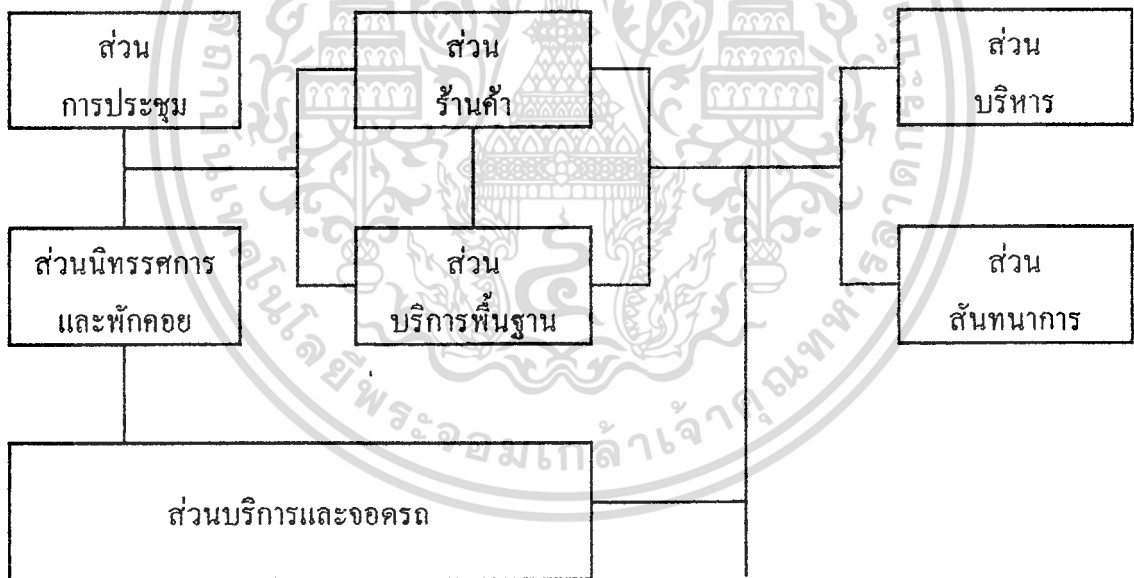 ส่วน
การประชุม
ส่วน
ร้านค้า
ส่วน
บริหาร
ส่วนนิทรรศการ
และพักคอย
ส่วน
บริการพื้นฐาน
ส่วน
สันทนาการ
ส่วนบริการและจอดรถ